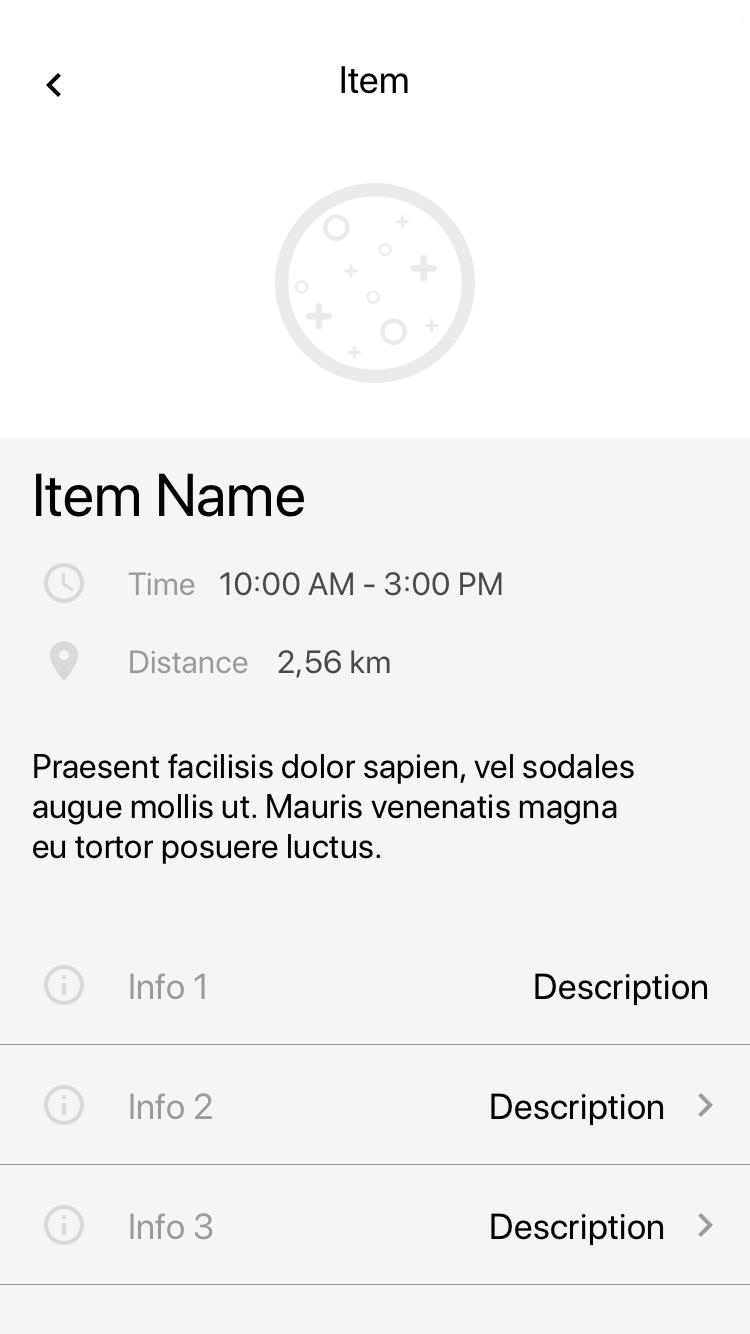 Item
Item Name
Time 10:00 AM - 3:00 PM
Distance 2,56 km
Praesent facilisis dolor sapien, vel sodales
augue mollis ut. Mauris venenatis magna
eu tortor posuere luctus.
Info 1 Description
Info 2 Description
Info 3 Description